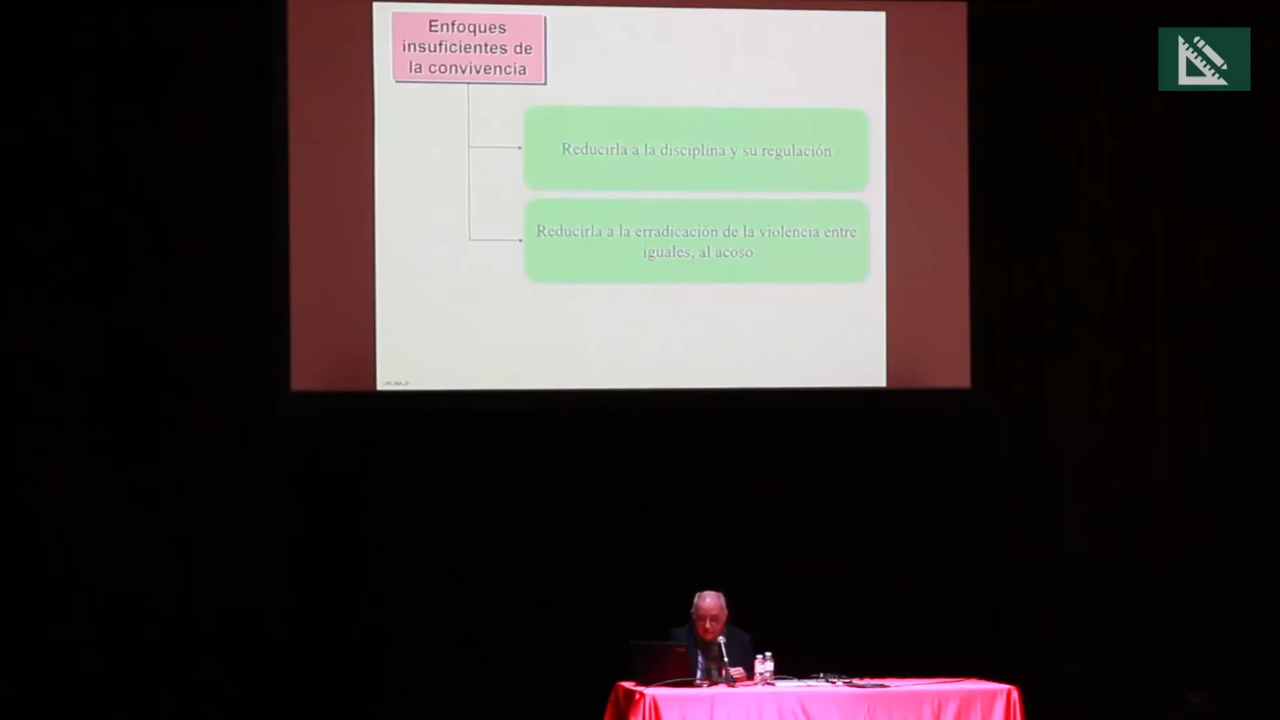 Enfoques
insuficientes de
la convivencia
Reducirla a la disciplina y su regulación
Reducirla a la erradicación de la violencia entre
iguales, al acoso